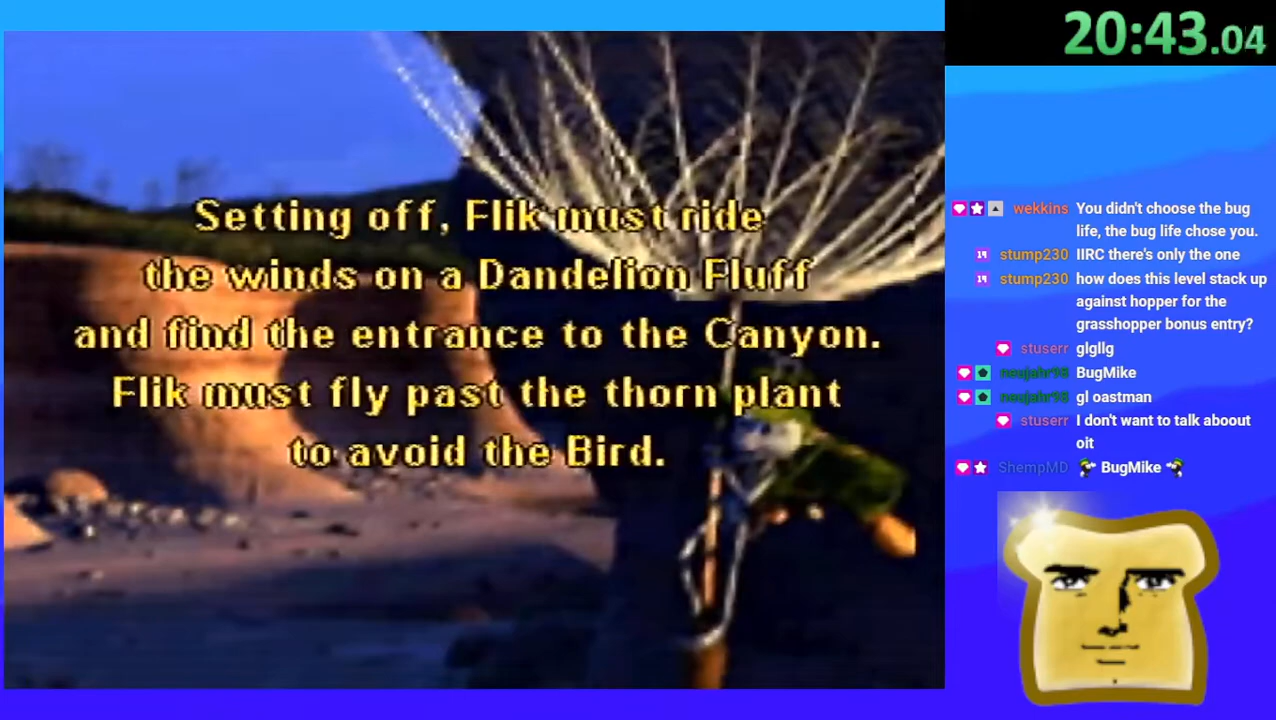 20:43.04
Setting off, Flik must ride
the winds on a Dandelion Fluff
and find the entrance to the Canyon.
Flik must fly past the thorn plant
to avoid the Bird.
wekkins You didn't choose the bug
life, the bug life chose you.
stump230 IIRC there's only the one
stump230 how does this level stack up
against hopper for the
grasshopper bonus entry?
stuserr glgllg
neujahr98 BugMike
neujahr98 gl oastman
stuserr I don't want to talk aboout
oit
ShempMD BugMike